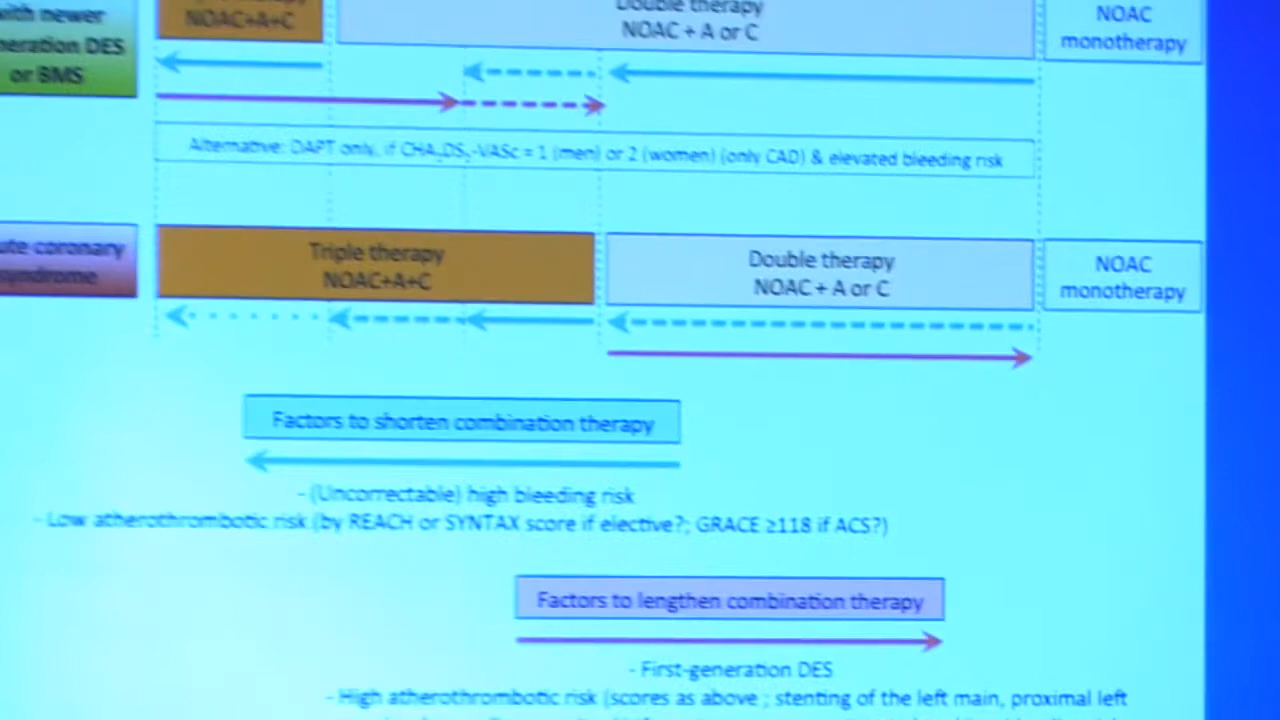 with newer
neration DES
or BMS
NOAC+A+C
Double therapy
NOAC + A or C
NOAC
monotherapy
Alternative: DAPT only, if CHA₂DS₂-VASc = 1 (men) or 2 (women) (only CAD) & elevated bleeding risk
ute coronary
syndrome
Triple therapy
NOAC+A+C
Double therapy
NOAC + A or C
NOAC
monotherapy
Factors to shorten combination therapy
- (Uncorrectable) high bleeding risk
- Low atherothrombotic risk (by REACH or SYNTAX score if elective?; GRACE ≥118 if ACS?)
Factors to lengthen combination therapy
- First-generation DES
- High atherothrombotic risk (scores as above ; stenting of the left main, proximal left